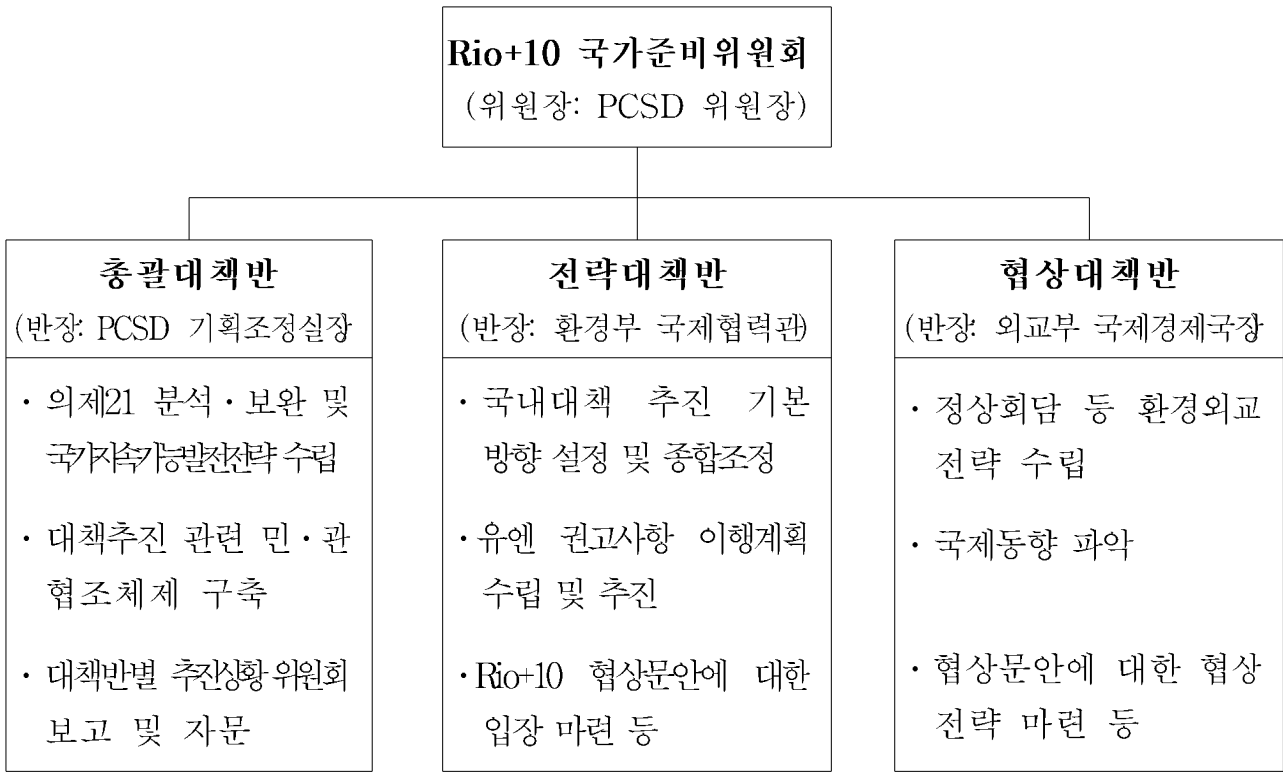 Rio+10 국가준비위원회
(위원장: PCSD 위원장)
총괄대책반
(반장: PCSD 기획조정실장
· 의제21 분석·보완 및
국가지속가능발전전략 수립
· 대책추진 관련 민·관
협조체제 구축
· 대책반별 추진상황 위원회
보고 및 자문
전략대책반
(반장: 환경부 국제협력관)
· 국내대책 추진 기본
방향 설정 및 종합조정
· 유엔 권고사항 이행계획
수립 및 추진
· Rio+10 협상문안에 대한
입장 마련 등
협상대책반
(반장: 외교부 국제경제국장
· 정상회담 등 환경외교
전략 수립
· 국제동향 파악
· 협상문안에 대한 협상
전략 마련 등